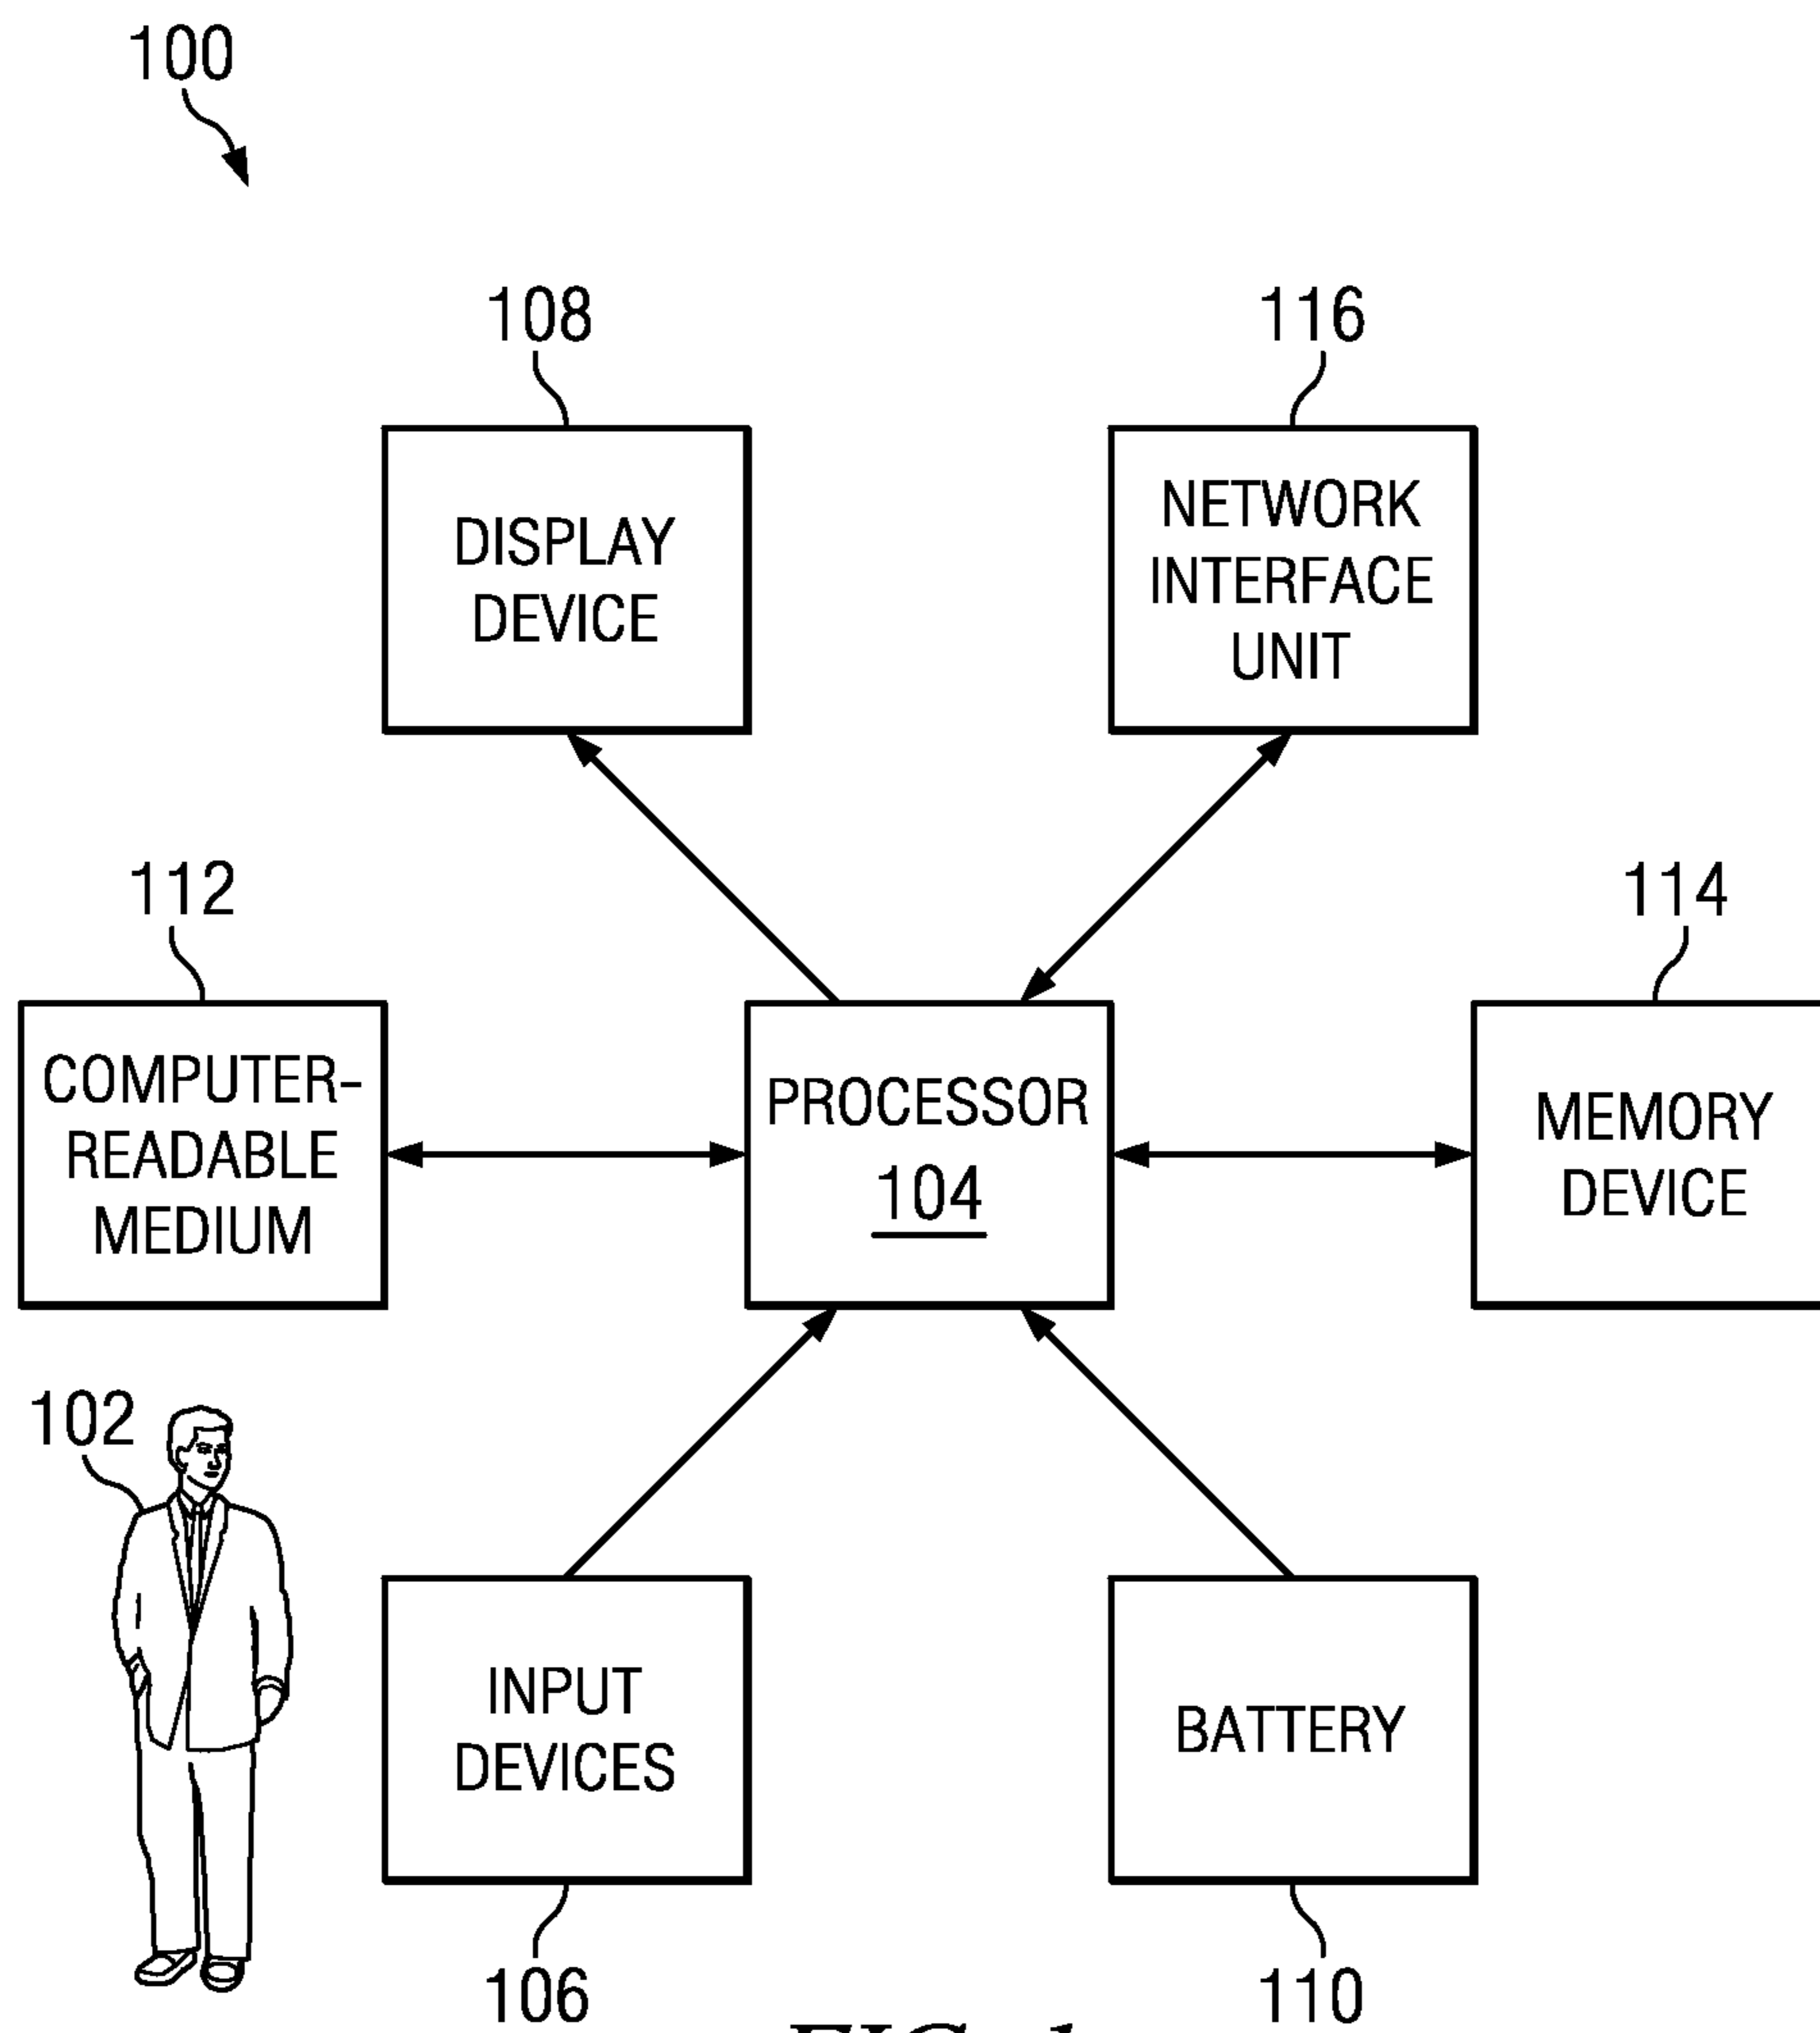 100
108
116
DISPLAY
DEVICE
NETWORK
INTERFACE
UNIT
112
114
COMPUTER-
READABLE
MEDIUM
PROCESSOR
104
MEMORY
DEVICE
102
INPUT
DEVICES
BATTERY
106
110